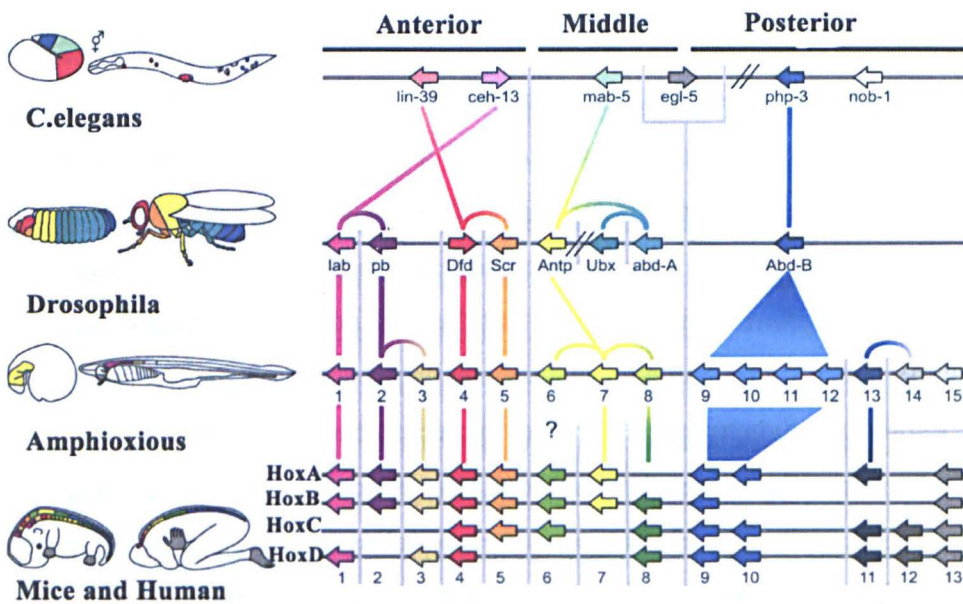 Anterior Middle Posterior
♂
lin-39 ceh-13 mab-5 egl-5 php-3 nob-1
C.elegans
lab pb Dfd Scr Antp Ubx abd-A Abd-B
Drosophila
1 2 3 4 5 6 7 8 9 10 11 12 13 14 15
Amphioxious
?
HoxA
HoxB
HoxC
HoxD
1 2 3 4 5 6 7 8 9 10 11 12 13
Mice and Human